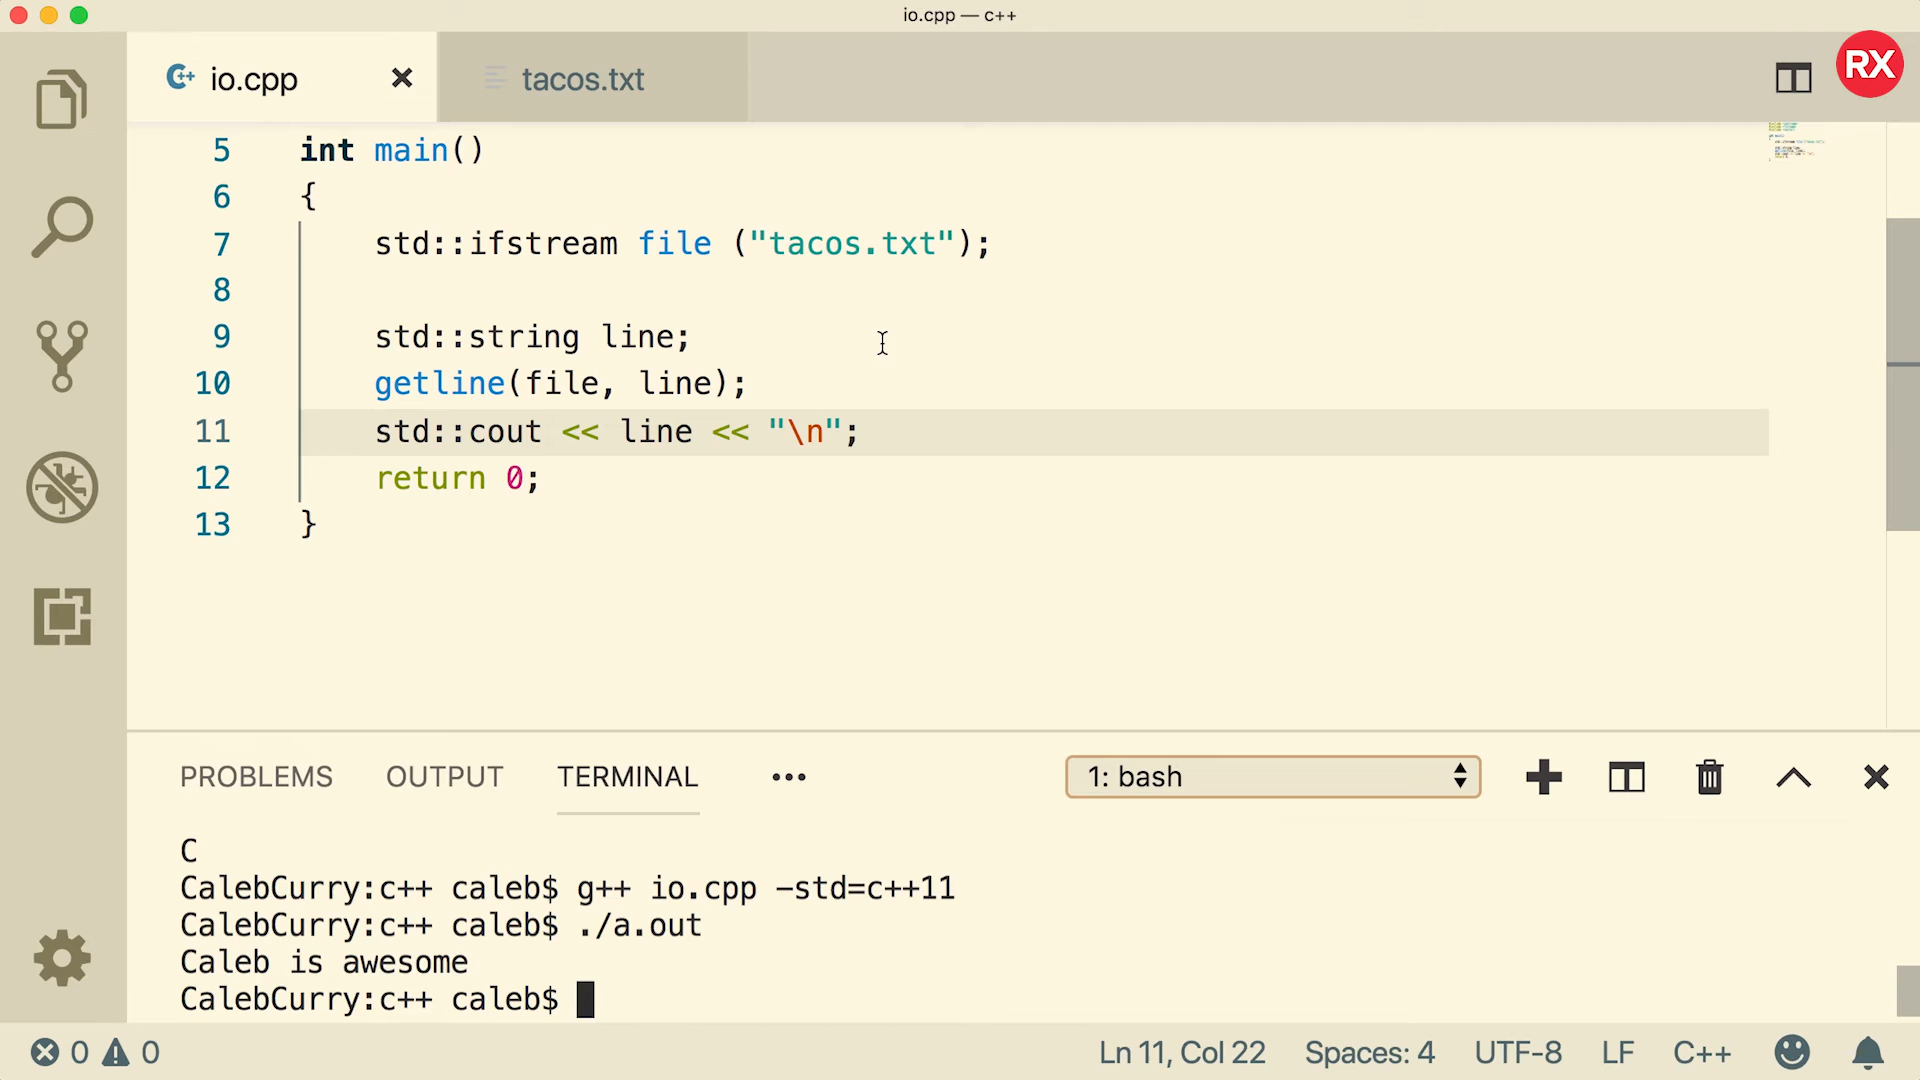 io.cpp — c++
io.cpp
tacos.txt
RX
5 int main()
6 {
7 std::ifstream file ("tacos.txt");
8
9 std::string line;
10 getline(file, line);
11 std::cout << line << "\n";
12 return 0;
13 }
PROBLEMS OUTPUT TERMINAL ••• 1: bash
C
CalebCurry:c++ caleb$ g++ io.cpp -std=c++11
CalebCurry:c++ caleb$ ./a.out
Caleb is awesome
CalebCurry:c++ caleb$
0 0 Ln 11, Col 22 Spaces: 4 UTF-8 LF C++